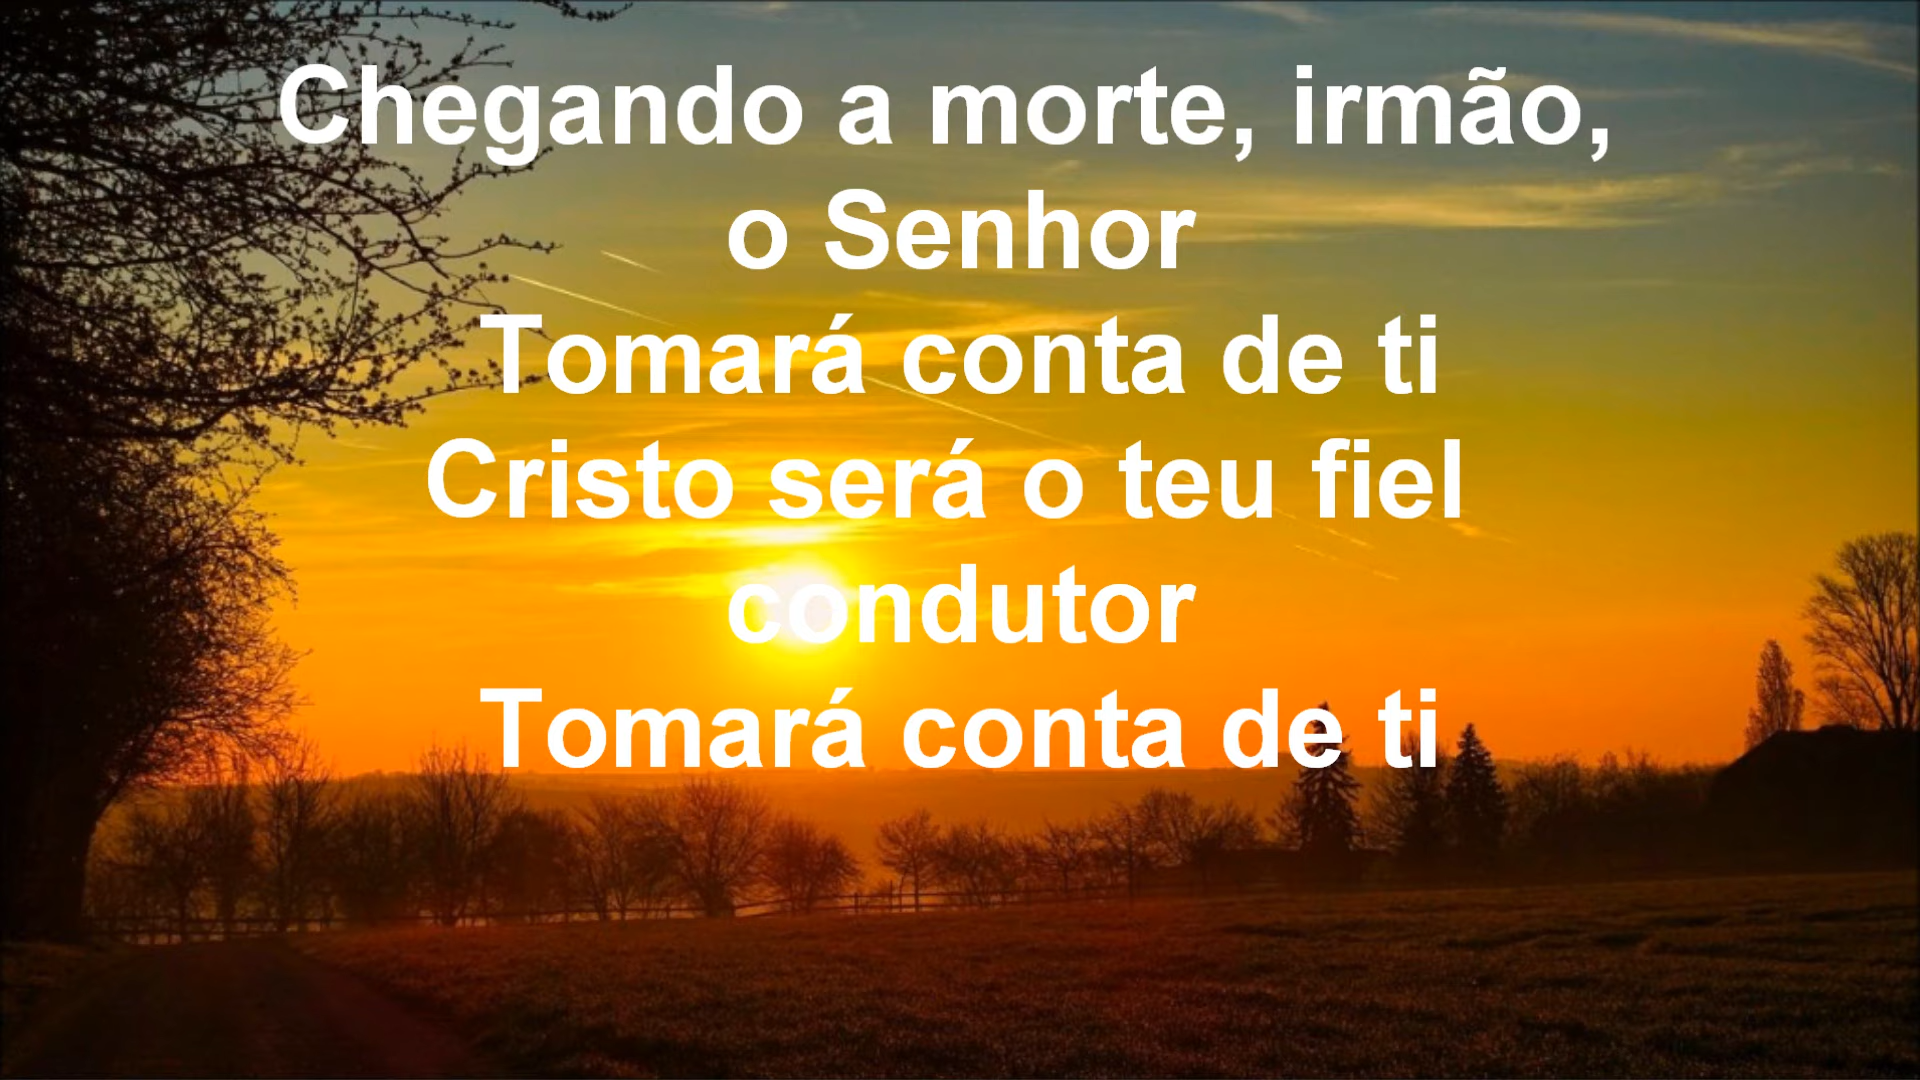 Chegando a morte, irmão,
o Senhor
Tomará conta de ti
Cristo será o teu fiel
condutor
Tomará conta de ti